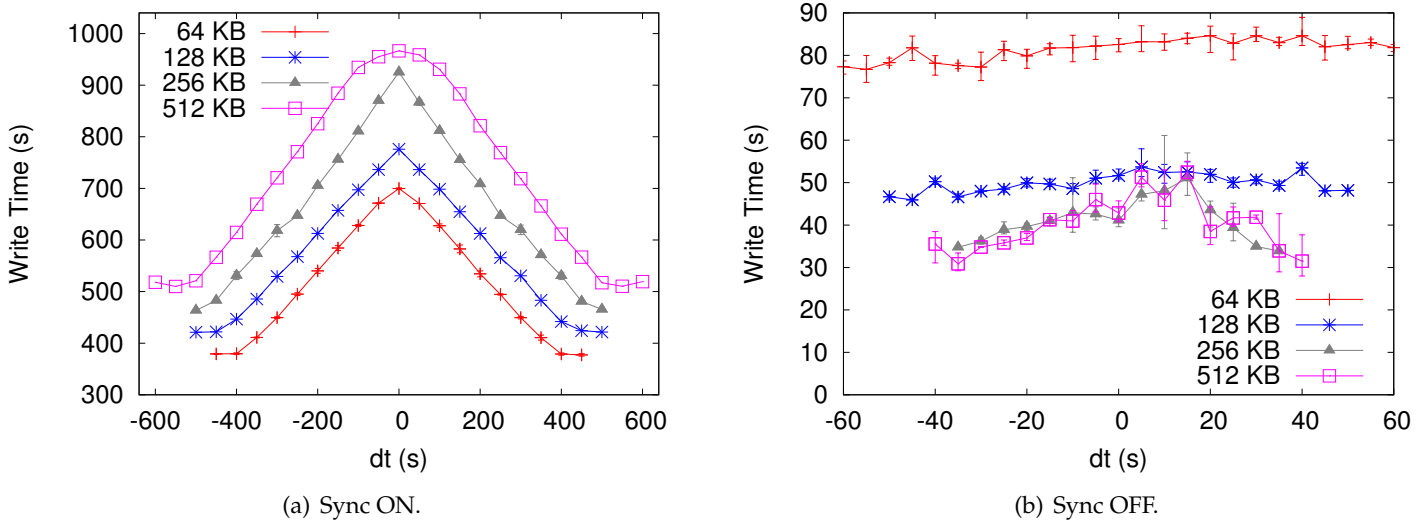 64 KB
128 KB
256 KB
512 KB
Write Time (s)
1000
900
800
700
600
500
400
300
-600 -400 -200 0 200 400 600
dt (s)
(a) Sync ON.
64 KB
128 KB
256 KB
512 KB
Write Time (s)
90
80
70
60
50
40
30
20
10
0
-60 -40 -20 0 20 40 60
dt (s)
(b) Sync OFF.